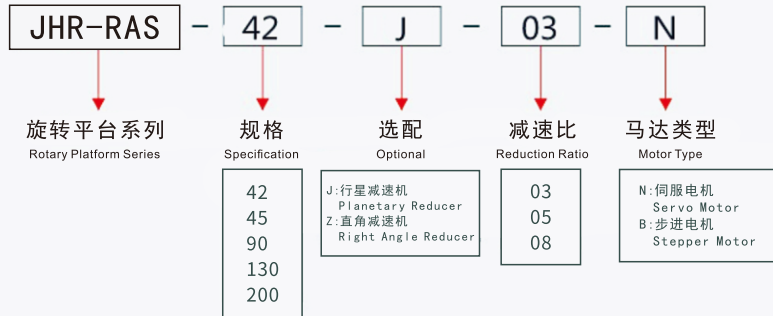 JHR-RAS - 42 - J - 03 - N
旋转平台系列 规格 选配 减速比 马达类型
Rotary Platform Series Specification Optional Reduction Ratio Motor Type
42
45
90
130
200
J:行星减速机
Planetary Reducer
Z:直角减速机
Right Angle Reducer
03
05
08
N:伺服电机
Servo Motor
B:步进电机
Stepper Motor